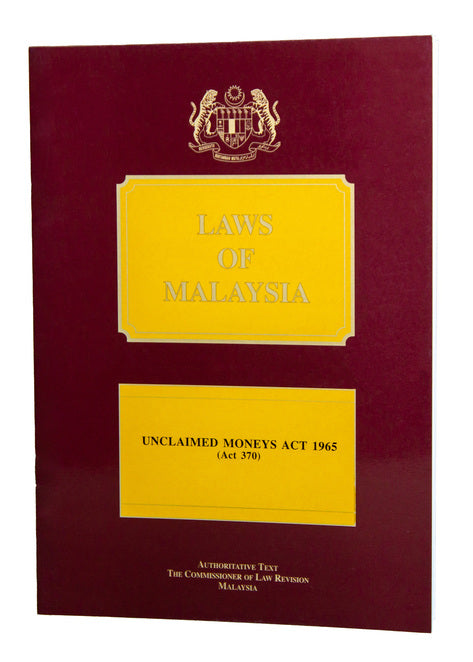 LAWS
OF
MALAYSIA
UNCLAIMED MONEYS ACT 1965
(Act 370)
AUTHORITATIVE TEXT
THE COMMISSIONER OF LAW REVISION
MALAYSIA